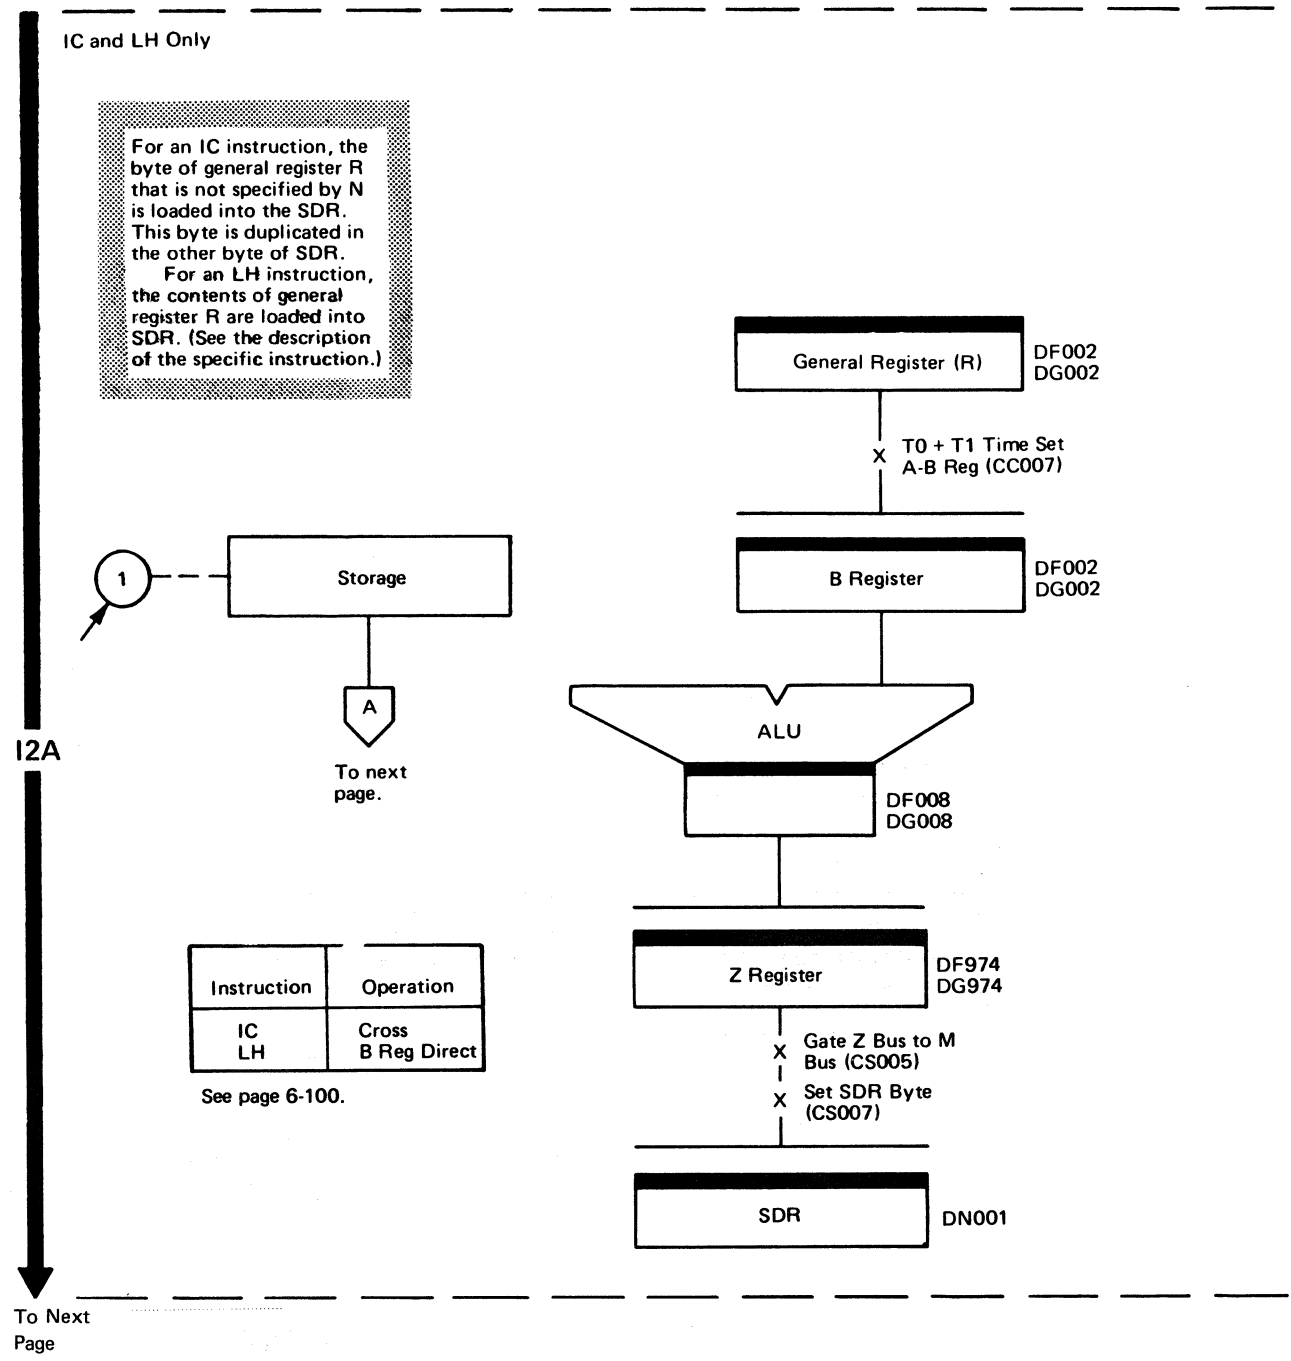 IC and LH Only
For an IC instruction, the
byte of general register R
that is not specified by N
is loaded into the SDR.
This byte is duplicated in
the other byte of SDR.
For an LH instruction,
the contents of general
register R are loaded into
SDR. (See the description
of the specific instruction.)
General Register (R)
DF002
DG002
X
T0 + T1 Time Set
A-B Reg (CC007)
1
Storage
B Register
DF002
DG002
A
To next
page.
ALU
I2A
DF008
DG008
Instruction Operation
IC Cross
LH B Reg Direct
See page 6-100.
Z Register
DF974
DG974
X
Gate Z Bus to M
Bus (CS005)
X
Set SDR Byte
(CS007)
SDR
DN001
To Next
Page